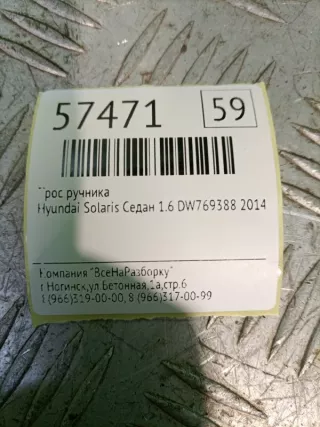 57471 59
Трос ручника
Hyundai Solaris Седан 1.6 DW769388 2014
Компания "ВсеНаРазборку"
г.Ногинск,ул.Бетонная,1а,стр.6
8 (966)319-00-00, 8 (966)317-00-99